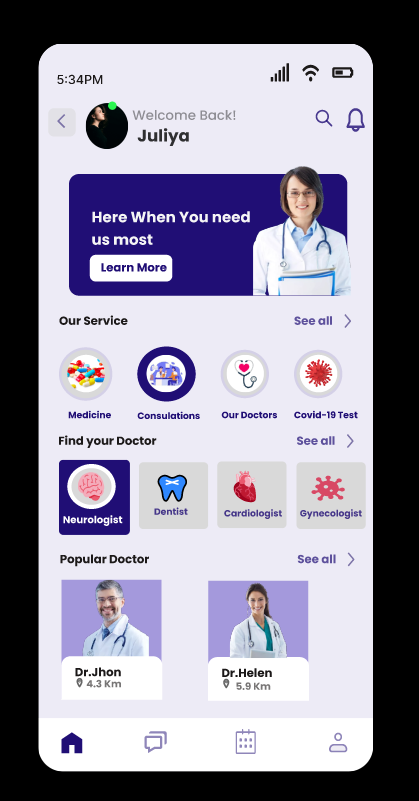 5:34PM
Welcome Back!
Juliya
Here When You need
us most
Learn More
Our Service
See all
Medicine
Consulations
Our Doctors
Covid-19 Test
Find your Doctor
See all
Neurologist
Dentist
Cardiologist
Gynecologist
Popular Doctor
See all
Dr.Jhon
4.3 Km
Dr.Helen
5.9 Km